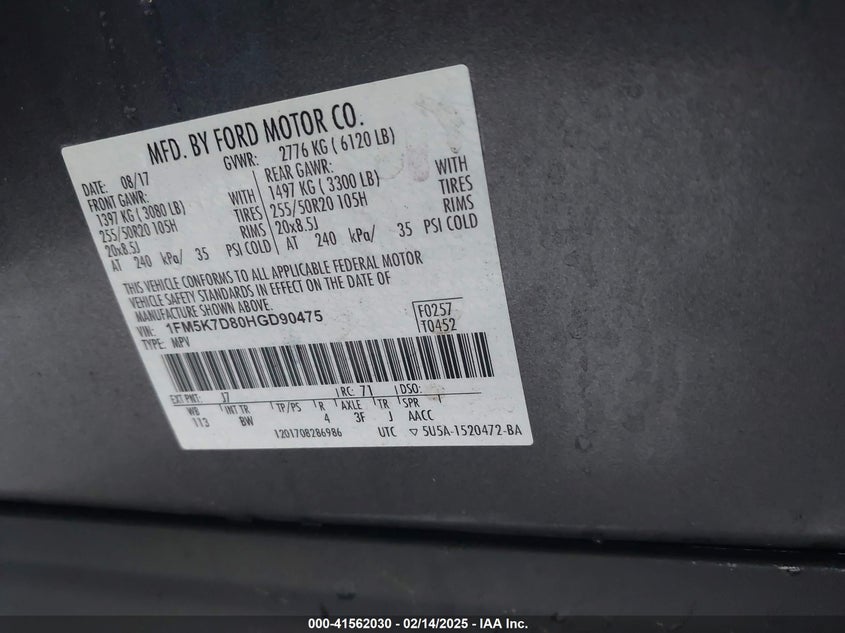 MFD. BY FORD MOTOR CO.
DATE: 08/17 GVWR: 2776 KG ( 6120 LB)
FRONT GAWR: REAR GAWR:
1397 KG ( 3080 LB) WITH 1497 KG ( 3300 LB) WITH
255/50R20 105H TIRES 255/50R20 105H TIRES
20x8.5J RIMS 20x8.5J RIMS
AT 240 kPa/ 35 PSI COLD AT 240 kPa/ 35 PSI COLD
THIS VEHICLE CONFORMS TO ALL APPLICABLE FEDERAL MOTOR
VEHICLE SAFETY STANDARDS IN EFFECT ON THE DATE OF
MANUFACTURE SHOWN ABOVE.
VIN: 1FM5K7D80HGD90475 F0257
TYPE: MPV T0452
EXT PNT: J7 RC: 71 DSO:
WB INT TR TP/PS R AXLE TR SPR
113 BW 4 3F J AACC
1201708286986 UTC ▽ 5U5A-1520472-BA
000-41562030 - 02/14/2025 - IAA Inc.